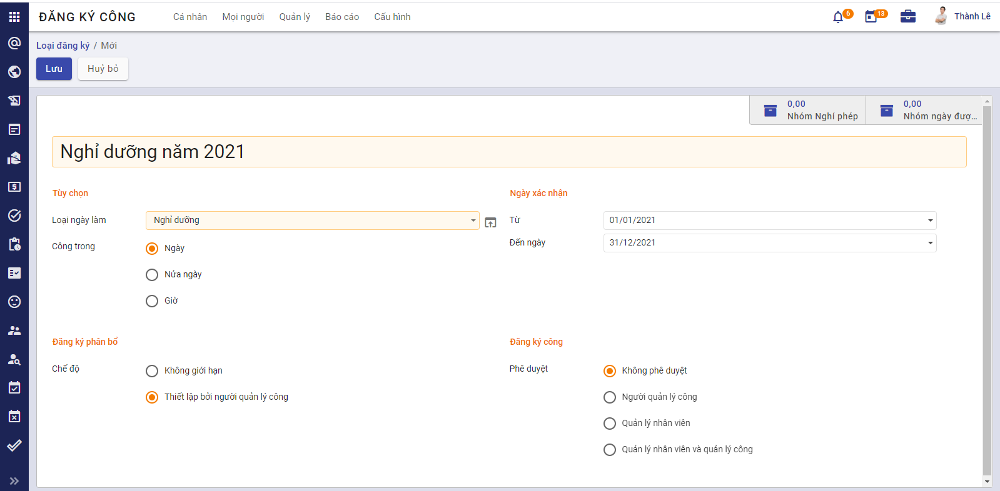 ĐĂNG KÝ CÔNG Cá nhân Mọi người Quản lý Báo cáo Cấu hình 6 13 Thành Lê
Loại đăng ký / Mới
Lưu Huỷ bỏ
0,00 0,00
Nhóm Nghí phép Nhóm ngày đượ...
Nghỉ dưỡng năm 2021
Tùy chọn Ngày xác nhận
Loại ngày làm Nghỉ dưỡng Từ 01/01/2021
Công trong Ngày Đến ngày 31/12/2021
Nửa ngày
Giờ
Đăng ký phân bổ Đăng ký công
Chế độ Không giới hạn Phê duyệt Không phê duyệt
Thiết lập bởi người quản lý công Người quản lý công
Quản lý nhân viên
Quản lý nhân viên và quản lý công